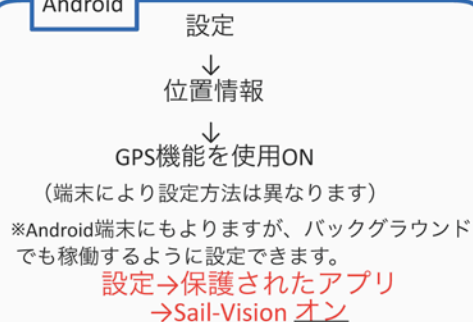 Android
設定
↓
位置情報
↓
GPS機能を使用ON
（端末により設定方法は異なります）
※Android端末にもよりますが、バックグラウンド
でも稼働するように設定できます。
設定→保護されたアプリ
→Sail-Vision オン